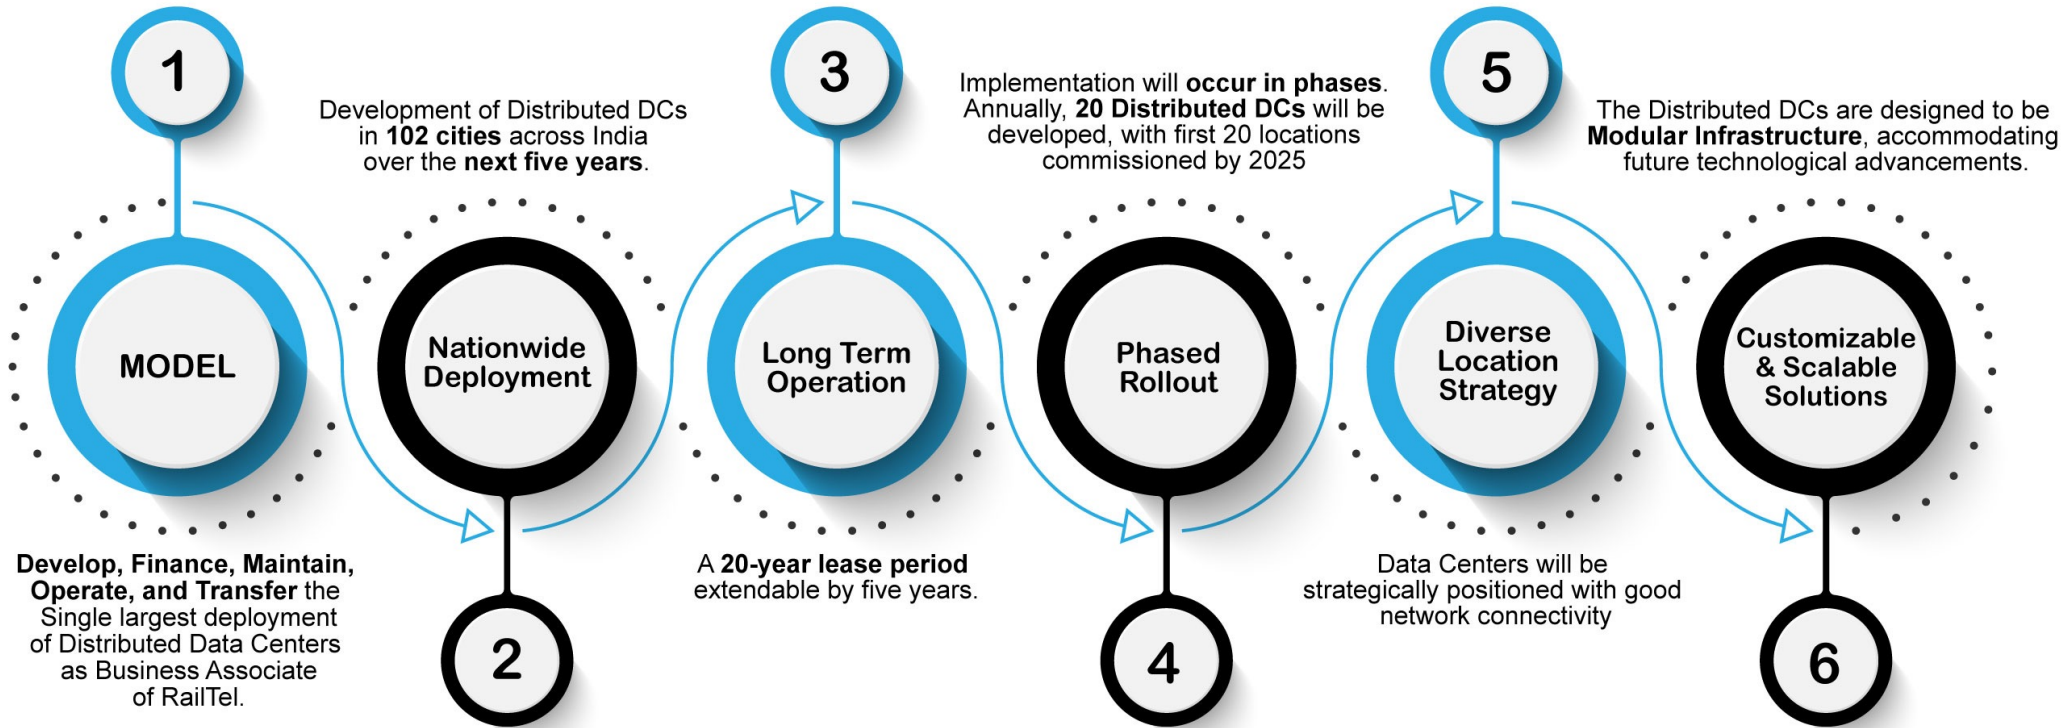 1
MODEL
Develop, Finance, Maintain,
Operate, and Transfer the
Single largest deployment
of Distributed Data Centers
as Business Associate
of RailTel.
Development of Distributed DCs
in 102 cities across India
over the next five years.
Nationwide
Deployment
2
3
Long Term
Operation
A 20-year lease period
extendable by five years.
Implementation will occur in phases.
Annually, 20 Distributed DCs will be
developed, with first 20 locations
commissioned by 2025
Phased
Rollout
4
5
Diverse
Location
Strategy
Data Centers will be
strategically positioned with good
network connectivity
The Distributed DCs are designed to be
Modular Infrastructure, accommodating
future technological advancements.
Customizable
& Scalable
Solutions
6